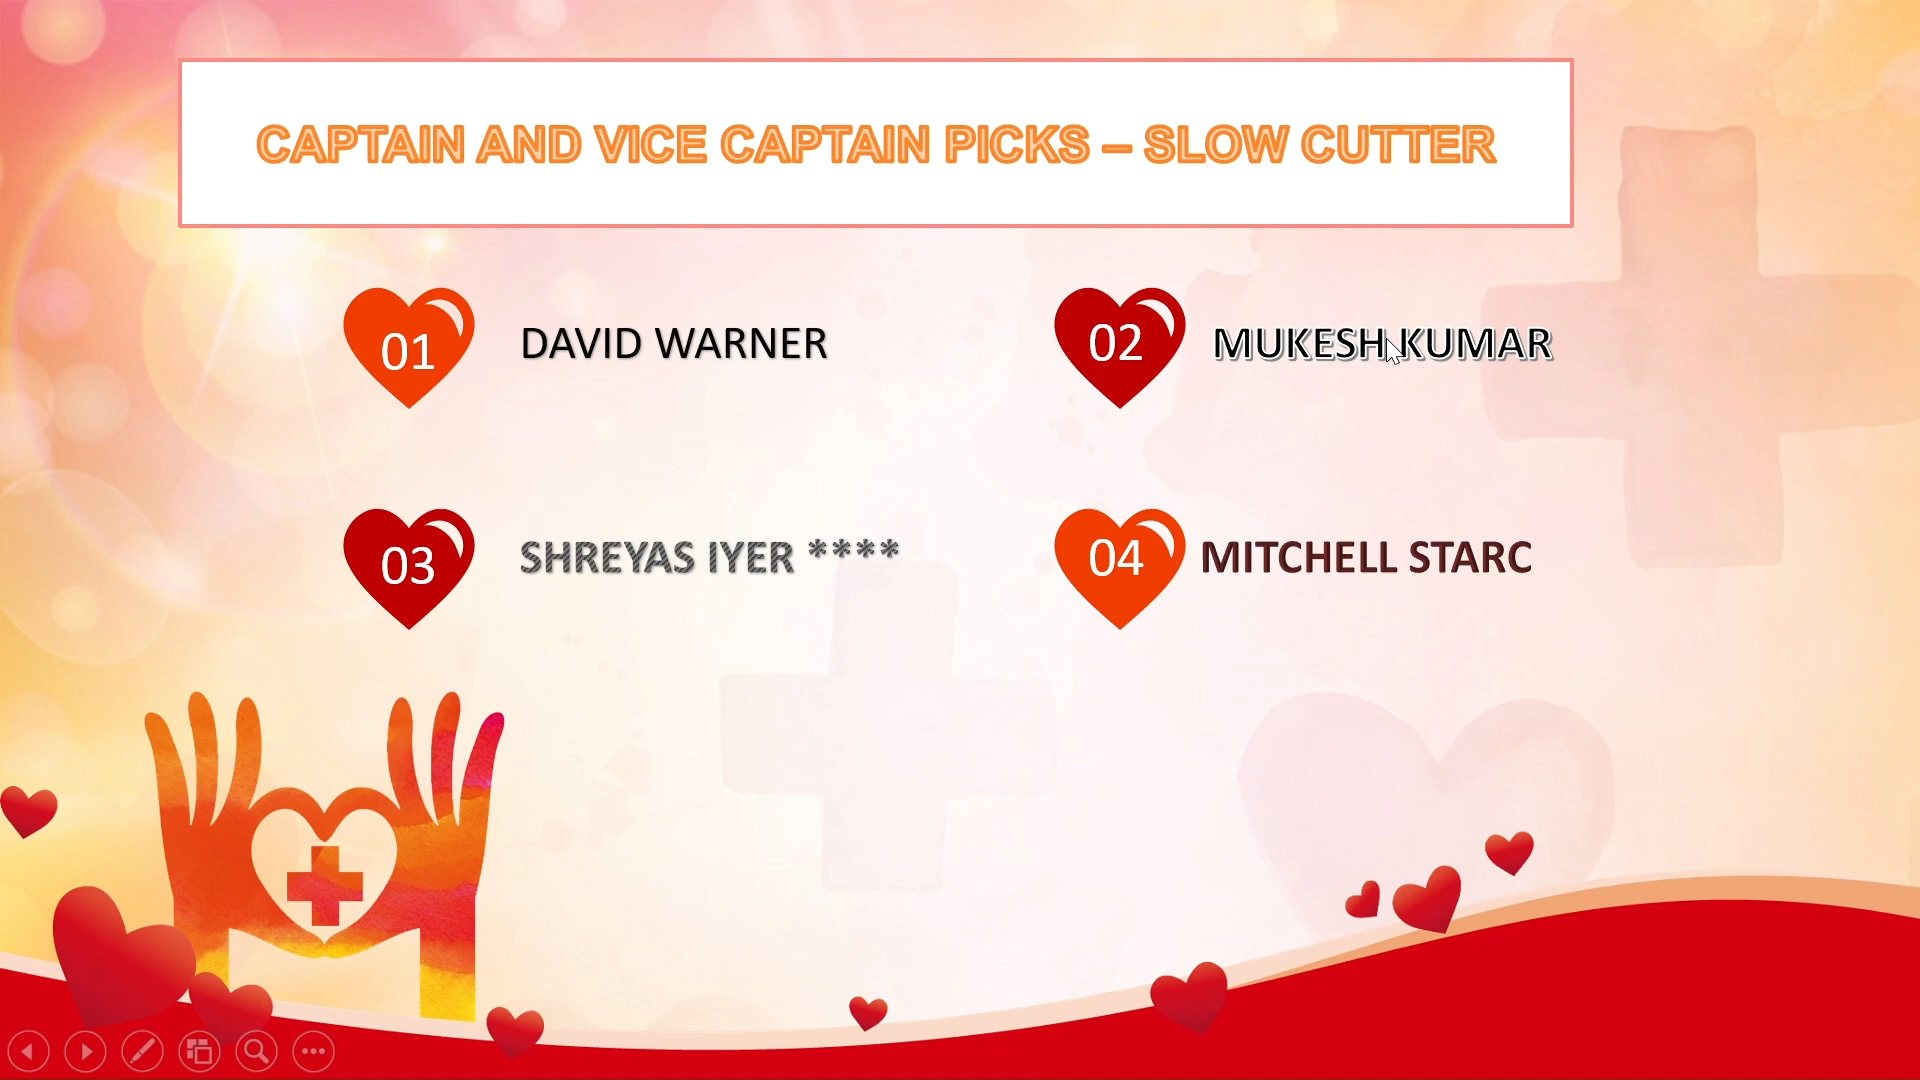 CAPTAIN AND VICE CAPTAIN PICKS – SLOW CUTTER
01 DAVID WARNER
02 MUKESH KUMAR
03 SHREYAS IYER ****
04 MITCHELL STARC